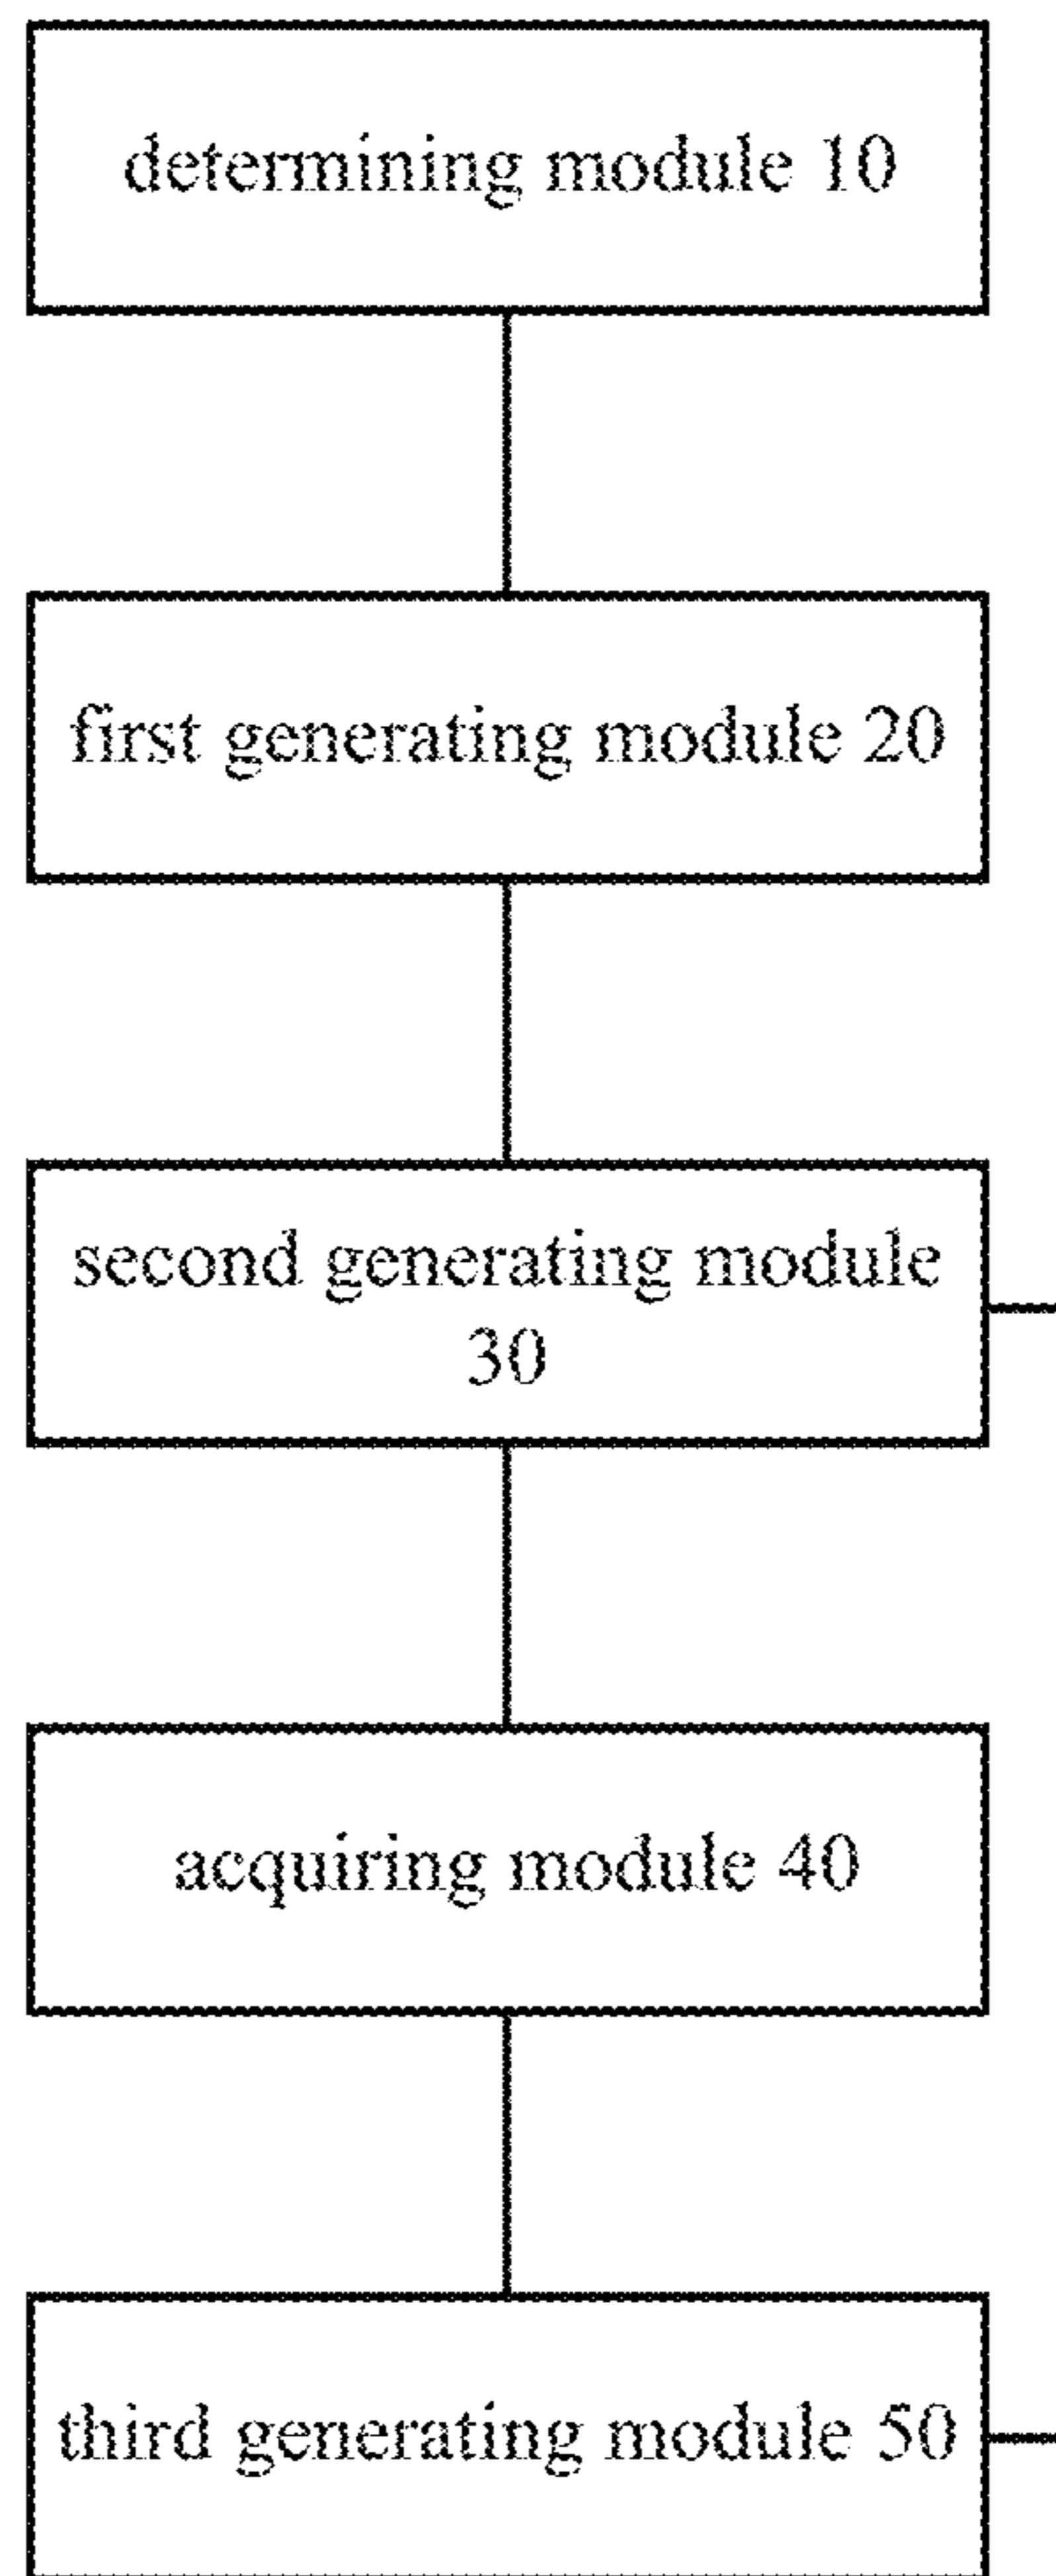 determining module 10
first generating module 20
second generating module
30
acquiring module 40
third generating module 50